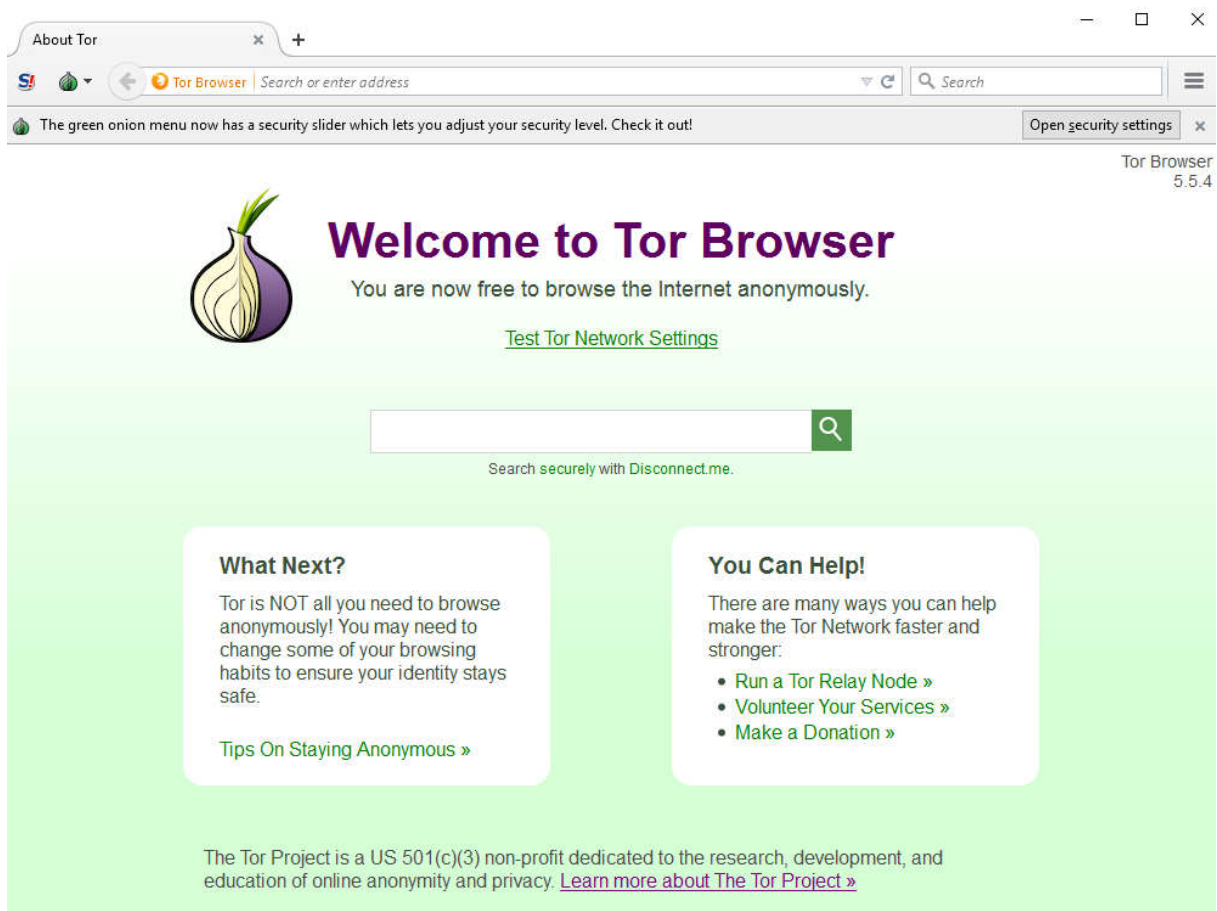 About Tor
S!
Tor Browser Search or enter address
Search
The green onion menu now has a security slider which lets you adjust your security level. Check it out!
Open security settings
Tor Browser
5.5.4
Welcome to Tor Browser
You are now free to browse the Internet anonymously.
Test Tor Network Settings
Search securely with Disconnect.me.
What Next?
Tor is NOT all you need to browse
anonymously! You may need to
change some of your browsing
habits to ensure your identity stays
safe.
Tips On Staying Anonymous »
You Can Help!
There are many ways you can help
make the Tor Network faster and
stronger:
• Run a Tor Relay Node »
• Volunteer Your Services »
• Make a Donation »
The Tor Project is a US 501(c)(3) non-profit dedicated to the research, development, and
education of online anonymity and privacy. Learn more about The Tor Project »